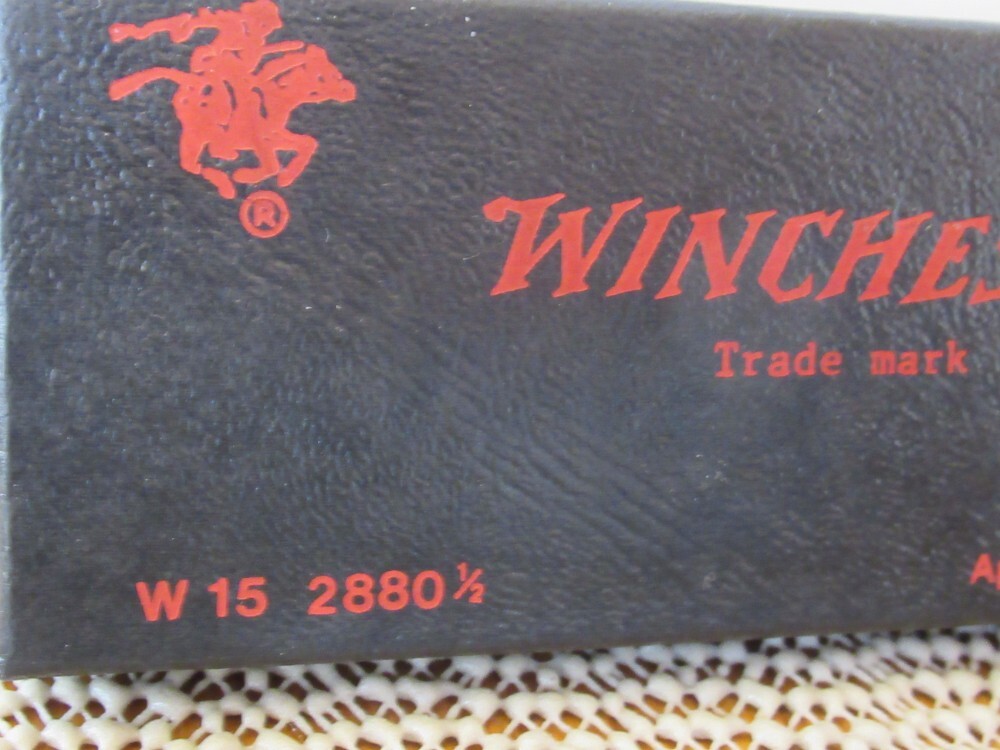 ®
WINCHES
Trade mark
W 15 2880½